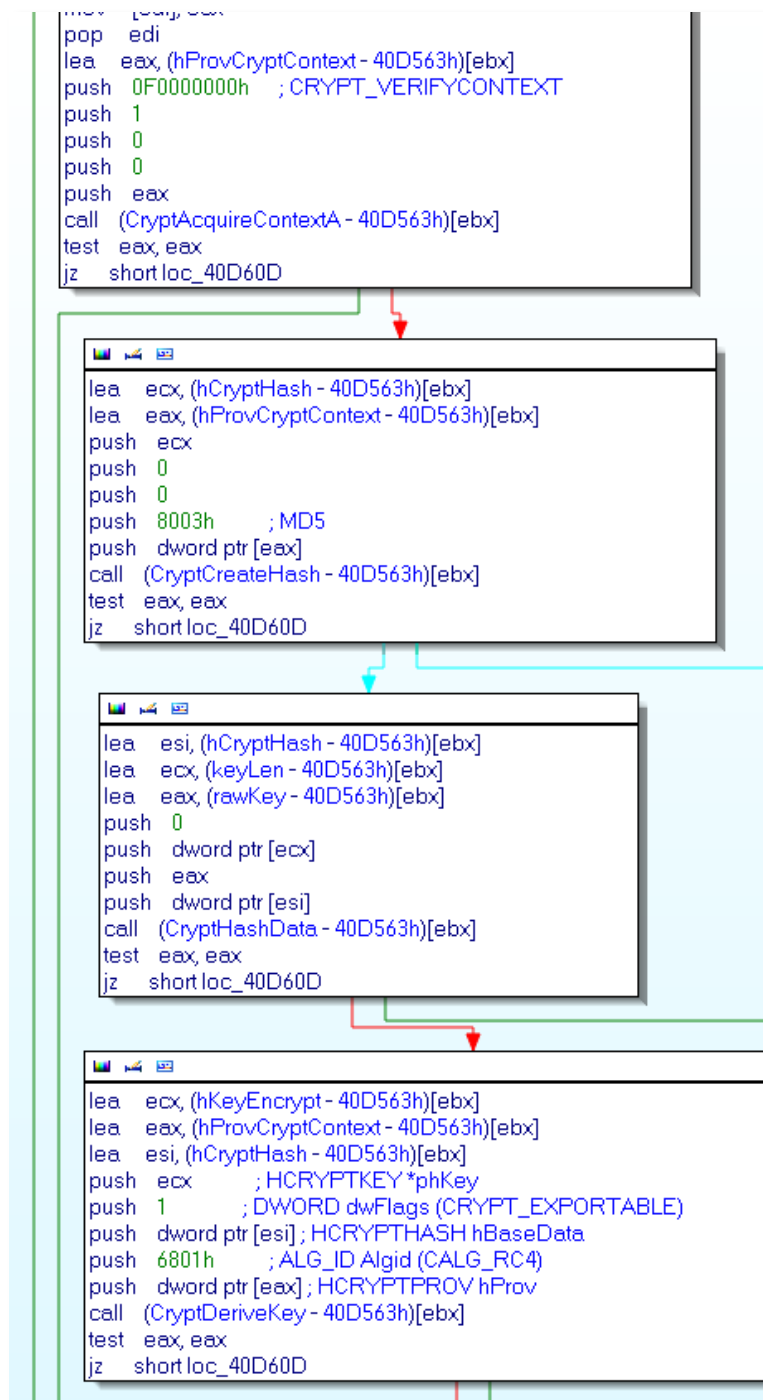 pop edi
lea eax, (hProvCryptContext - 40D563h)[ebx]
push 0F0000000h ; CRYPT_VERIFYCONTEXT
push 1
push 0
push 0
push eax
call (CryptAcquireContextA - 40D563h)[ebx]
test eax, eax
jz short loc_40D60D
lea ecx, (hCryptHash - 40D563h)[ebx]
lea eax, (hProvCryptContext - 40D563h)[ebx]
push ecx
push 0
push 0
push 8003h ; MD5
push dword ptr [eax]
call (CryptCreateHash - 40D563h)[ebx]
test eax, eax
jz short loc_40D60D
lea esi, (hCryptHash - 40D563h)[ebx]
lea ecx, (keyLen - 40D563h)[ebx]
lea eax, (rawKey - 40D563h)[ebx]
push 0
push dword ptr [ecx]
push eax
push dword ptr [esi]
call (CryptHashData - 40D563h)[ebx]
test eax, eax
jz short loc_40D60D
lea ecx, (hKeyEncrypt - 40D563h)[ebx]
lea eax, (hProvCryptContext - 40D563h)[ebx]
lea esi, (hCryptHash - 40D563h)[ebx]
push ecx ; HCRYPTKEY *phKey
push 1 ; DWORD dwFlags (CRYPT_EXPORTABLE)
push dword ptr [esi] ; HCRYPTHASH hBaseData
push 6801h ; ALG_ID Algid (CALG_RC4)
push dword ptr [eax] ; HCRYPTPROV hProv
call (CryptDeriveKey - 40D563h)[ebx]
test eax, eax
jz short loc_40D60D